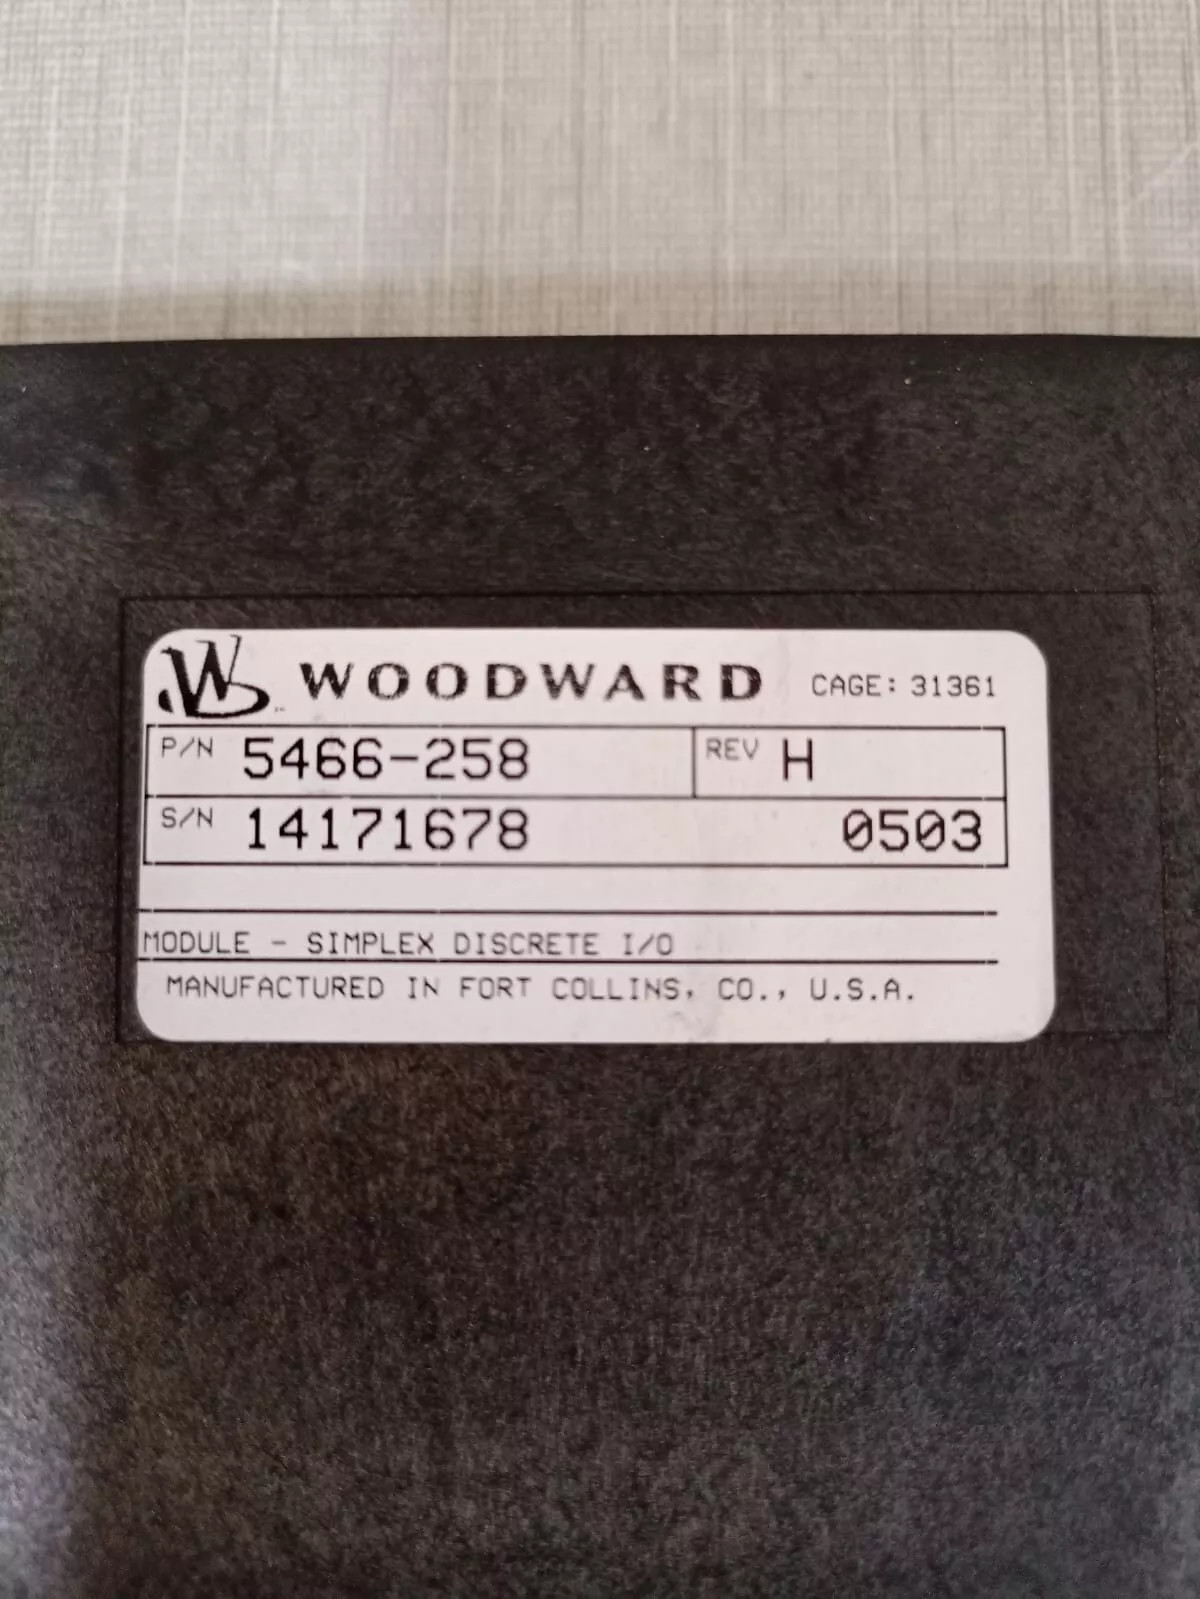 WOODWARD CAGE: 31361
P/N 5466-258 REV H
S/N 14171678 0503
MODULE - SIMPLEX DISCRETE I/O
MANUFACTURED IN FORT COLLINS, CO., U.S.A.